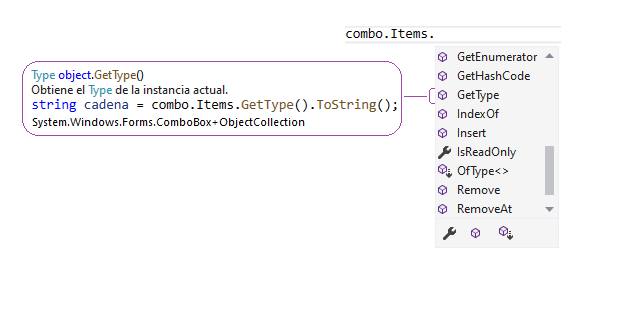 combo.Items.
Type object.GetType()
Obtiene el Type de la instancia actual.
string cadena = combo.Items.GetType().ToString();
System.Windows.Forms.ComboBox+ObjectCollection
GetEnumerator
GetHashCode
GetType
IndexOf
Insert
IsReadOnly
OfType<>
Remove
RemoveAt